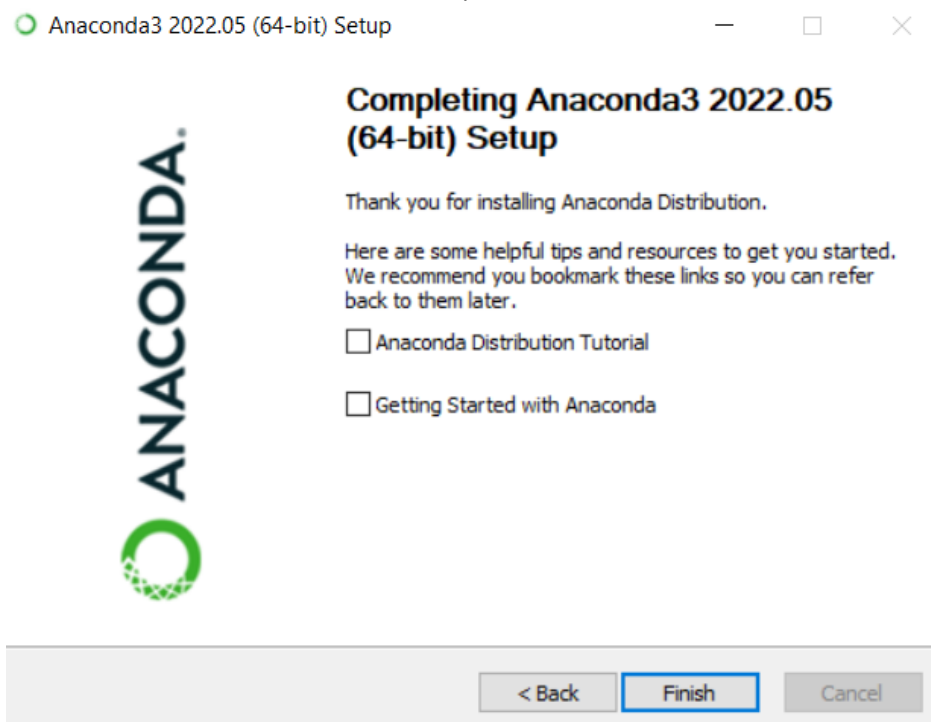 Anaconda3 2022.05 (64-bit) Setup
Completing Anaconda3 2022.05
(64-bit) Setup
ANACONDA.
Thank you for installing Anaconda Distribution.
Here are some helpful tips and resources to get you started.
We recommend you bookmark these links so you can refer
back to them later.
Anaconda Distribution Tutorial
Getting Started with Anaconda
< Back
Finish
Cancel